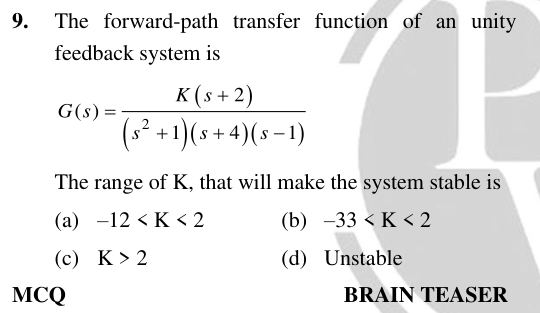 9. The forward-path transfer function of an unity
feedback system is
G(s) = K(s+2) / (s² +1)(s+4)(s−1)
The range of K, that will make the system stable is
(a) –12 < K < 2 (b) –33 < K < 2
(c) K > 2 (d) Unstable
MCQ BRAIN TEASER